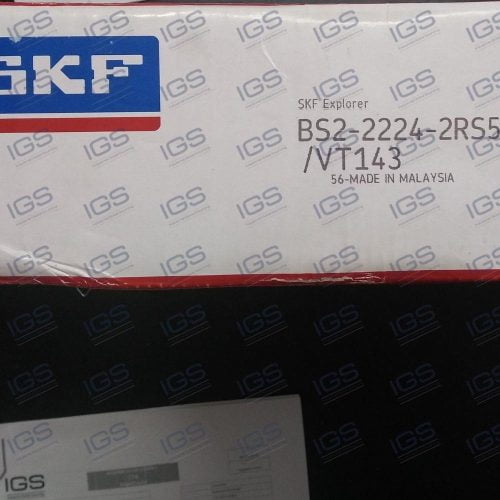 SKF
SKF Explorer
BS2-2224-2RS5
/VT143
56-MADE IN MALAYSIA
IGS